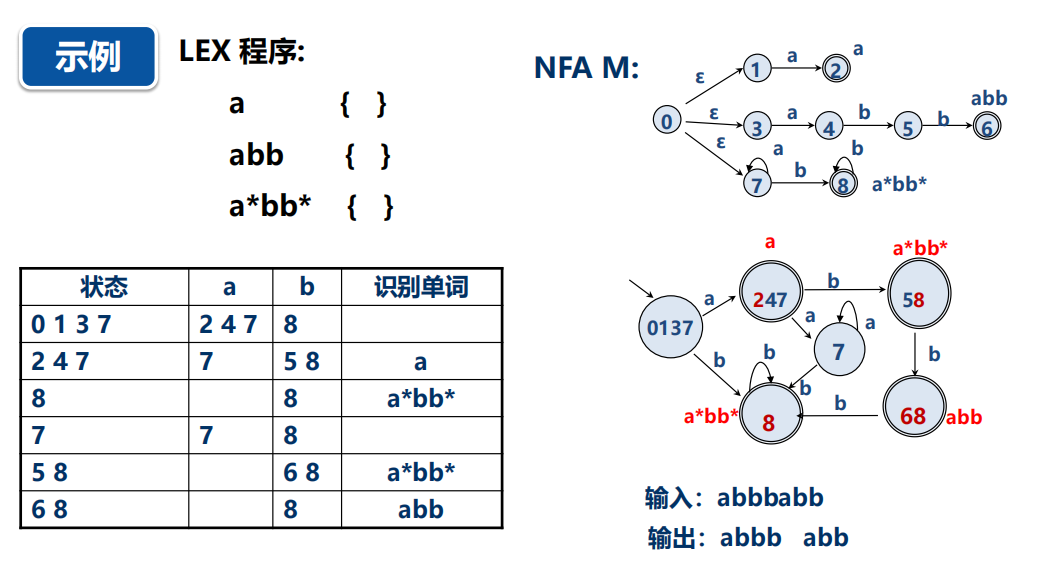 示例
LEX 程序:
a { }
abb { }
a*bb* { }
NFA M:
ε 1 a 2 a
0 ε 3 a 4 b 5 b 6 abb
ε 7 a b 8 b a*bb*
状态 a b 识别单词
0 1 3 7 2 4 7 8
2 4 7 7 5 8 a
8 8 a*bb*
7 7 8
5 8 6 8 a*bb*
6 8 8 abb
a a*bb*
0137 a 247 b 58
a 7 a
b b b b
a*bb* 8 b 68 abb
输入：abbbabb
输出：abbb abb